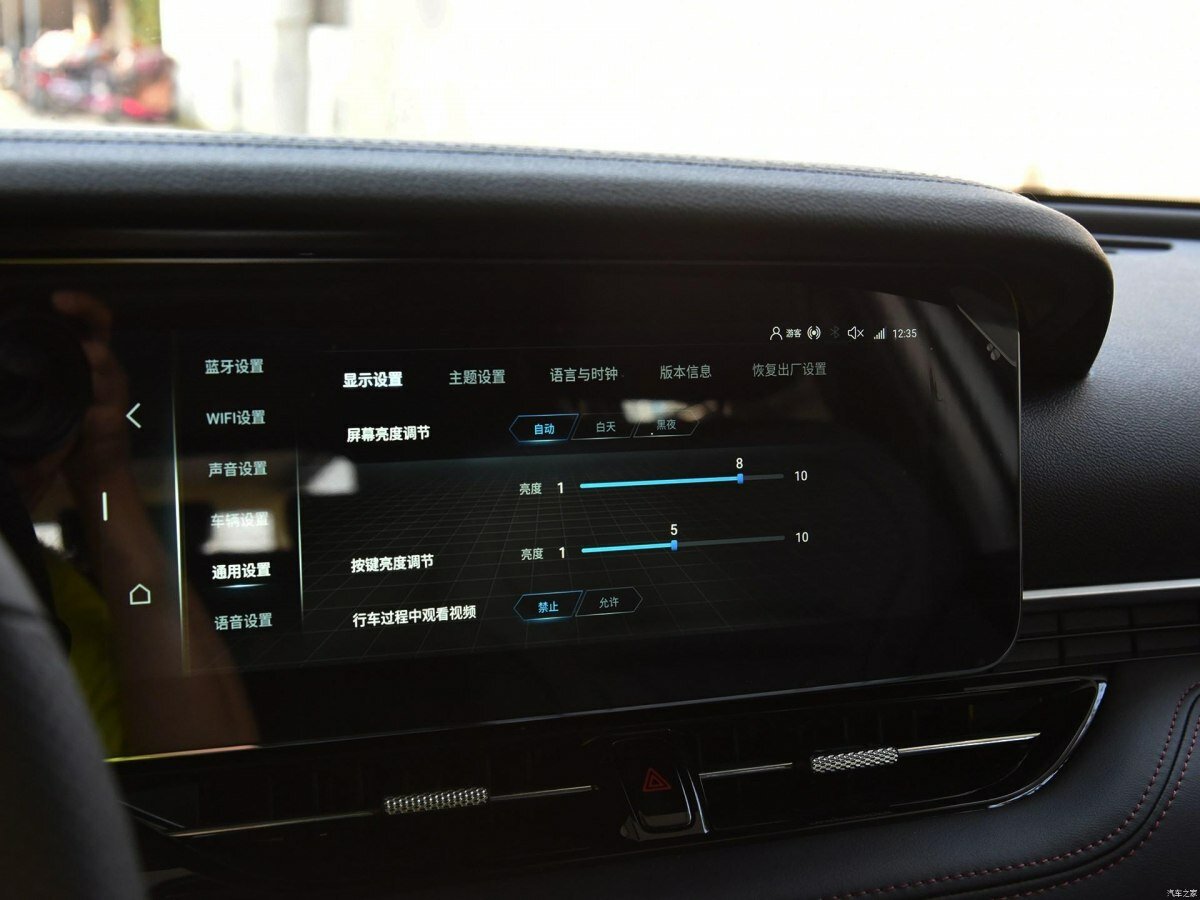 游客 12:35
蓝牙设置
WIFI设置
声音设置
车辆设置
通用设置
语音设置
显示设置 主题设置 语言与时钟 版本信息 恢复出厂设置
屏幕亮度调节 自动 白天 黑夜
亮度 1 8 10
按键亮度调节 亮度 1 5 10
行车过程中观看视频 禁止 允许
汽车之家